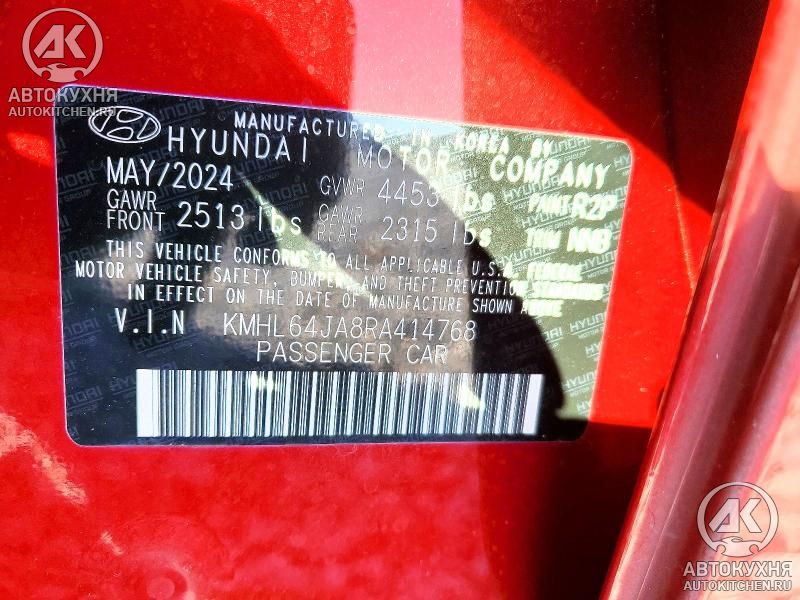 AK
АВТОКУХНЯ
AUTOKITCHEN.RU
MANUFACTURED IN KOREA BY
HYUNDAI MOTOR COMPANY
MAY/2024 GVWR 4453 lbs PAINT R2P
GAWR FRONT 2513 lbs GAWR REAR 2315 lbs TRIM NNB
THIS VEHICLE CONFORMS TO ALL APPLICABLE U.S.A. FEDERAL
MOTOR VEHICLE SAFETY, BUMPER, AND THEFT PREVENTION STANDARDS
IN EFFECT ON THE DATE OF MANUFACTURE SHOWN ABOVE
V.I.N KMHL64JA8RA414768
PASSENGER CAR
AK
АВТОКУХНЯ
AUTOKITCHEN.RU